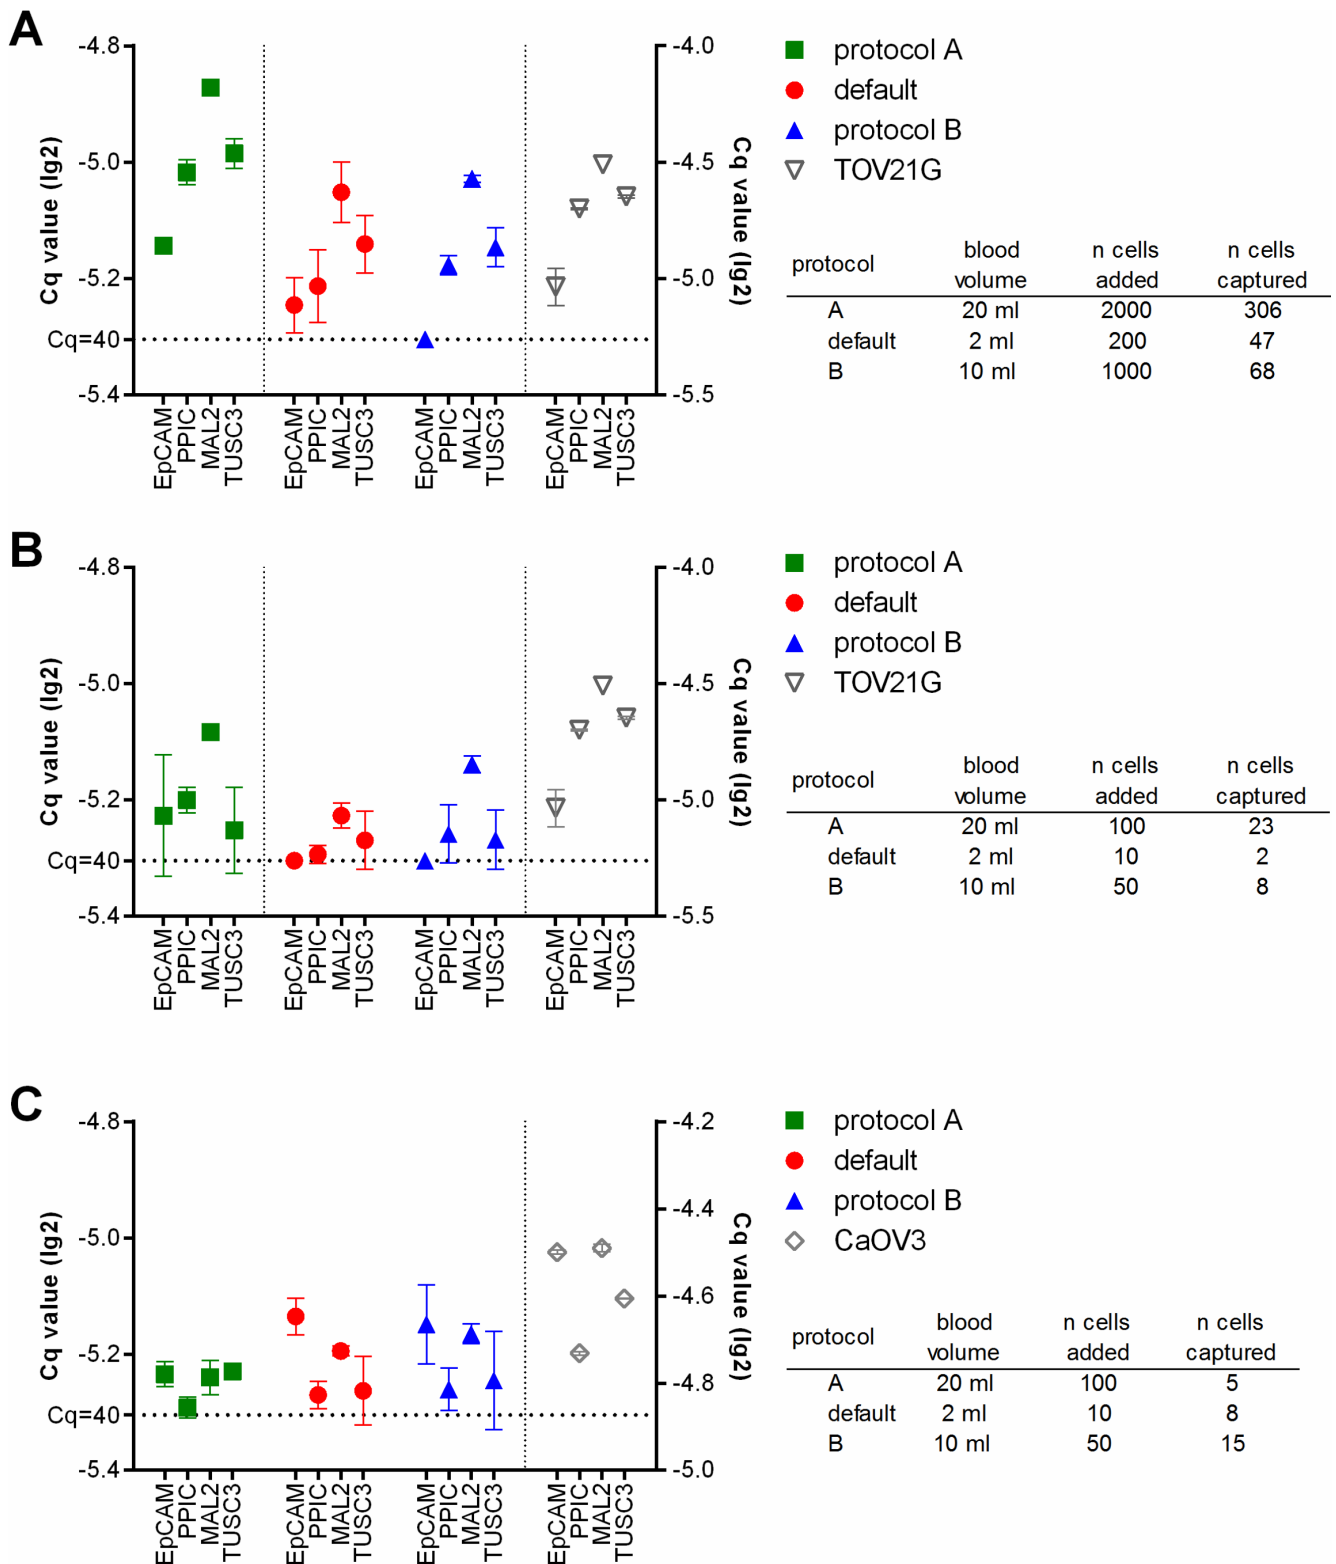 A
-4.8
-5.0
-5.2
Cq=40
-5.4
Cq value (lg2)
-4.0
-4.5
-5.0
-5.5
Cq value (lg2)
EpCAM
PPIC
MAL2
TUSC3
EpCAM
PPIC
MAL2
TUSC3
EpCAM
PPIC
MAL2
TUSC3
EpCAM
PPIC
MAL2
TUSC3
protocol A
default
protocol B
TOV21G
protocol blood volume n cells added n cells captured
A 20 ml 2000 306
default 2 ml 200 47
B 10 ml 1000 68
B
-4.8
-5.0
-5.2
Cq=40
-5.4
Cq value (lg2)
-4.0
-4.5
-5.0
-5.5
Cq value (lg2)
EpCAM
PPIC
MAL2
TUSC3
EpCAM
PPIC
MAL2
TUSC3
EpCAM
PPIC
MAL2
TUSC3
EpCAM
PPIC
MAL2
TUSC3
protocol A
default
protocol B
TOV21G
protocol blood volume n cells added n cells captured
A 20 ml 100 23
default 2 ml 10 2
B 10 ml 50 8
C
-4.8
-5.0
-5.2
Cq=40
-5.4
Cq value (lg2)
-4.2
-4.4
-4.6
-4.8
-5.0
Cq value (lg2)
EpCAM
PPIC
MAL2
TUSC3
EpCAM
PPIC
MAL2
TUSC3
EpCAM
PPIC
MAL2
TUSC3
EpCAM
PPIC
MAL2
TUSC3
protocol A
default
protocol B
CaOV3
protocol blood volume n cells added n cells captured
A 20 ml 100 5
default 2 ml 10 8
B 10 ml 50 15